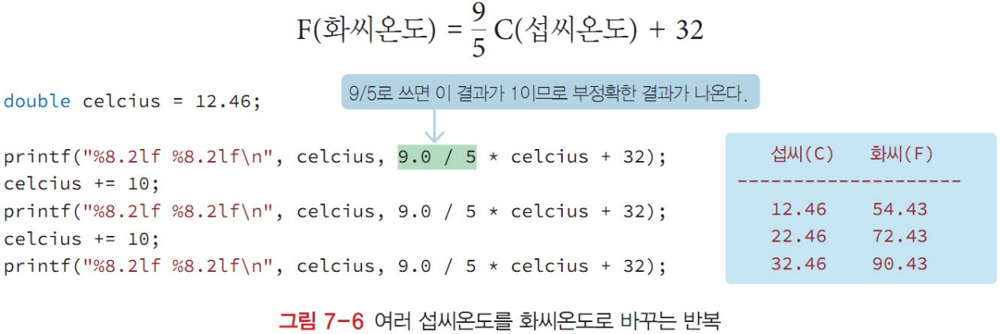 F(화씨온도) = 9/5 C(섭씨온도) + 32
9/5로 쓰면 이 결과가 1이므로 부정확한 결과가 나온다.
double celcius = 12.46;
printf("%8.2lf %8.2lf\n", celcius, 9.0 / 5 * celcius + 32);
celcius += 10;
printf("%8.2lf %8.2lf\n", celcius, 9.0 / 5 * celcius + 32);
celcius += 10;
printf("%8.2lf %8.2lf\n", celcius, 9.0 / 5 * celcius + 32);
섭씨(C) 화씨(F)
--------------------
12.46 54.43
22.46 72.43
32.46 90.43
그림 7-6 여러 섭씨온도를 화씨온도로 바꾸는 반복